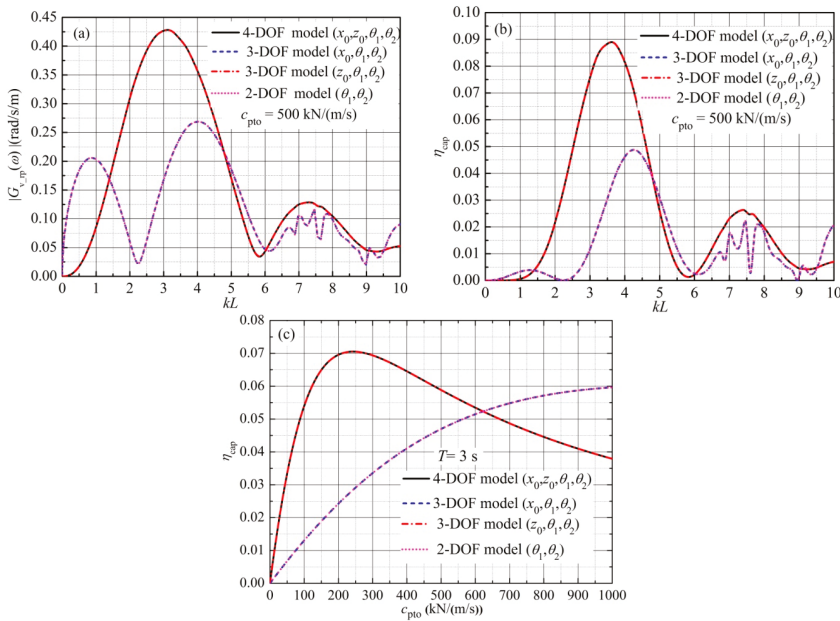 (a)
4-DOF model (x₀,z₀,θ₁,θ₂)
3-DOF model (x₀,θ₁,θ₂)
3-DOF model (z₀,θ₁,θ₂)
2-DOF model (θ₁,θ₂)
c_pto = 500 kN/(m/s)
|G_v_rp(ω) |(rad/s/m)
0.45
0.40
0.35
0.30
0.25
0.20
0.15
0.10
0.05
0.00
0 1 2 3 4 5 6 7 8 9 10
kL
(b)
4-DOF model (x₀,z₀,θ₁,θ₂)
3-DOF model (x₀,θ₁,θ₂)
3-DOF model (z₀,θ₁,θ₂)
2-DOF model (θ₁,θ₂)
c_pto = 500 kN/(m/s)
η_cap
0.10
0.09
0.08
0.07
0.06
0.05
0.04
0.03
0.02
0.01
0.00
0 1 2 3 4 5 6 7 8 9 10
kL
(c)
η_cap
0.08
0.07
0.06
0.05
0.04
0.03
0.02
0.01
0.00
T= 3 s
4-DOF model (x₀,z₀,θ₁,θ₂)
3-DOF model (x₀,θ₁,θ₂)
3-DOF model (z₀,θ₁,θ₂)
2-DOF model (θ₁,θ₂)
0 100 200 300 400 500 600 700 800 900 1000
c_pto (kN/(m/s))